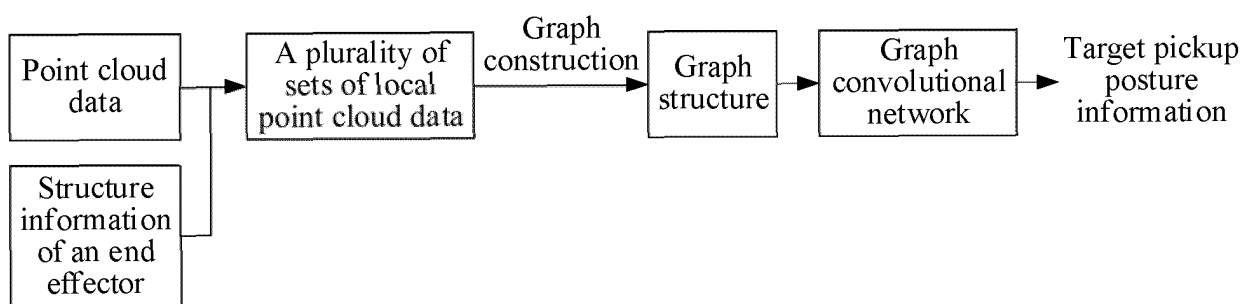 Point cloud
data
Structure
information
of an end
effector
A plurality of
sets of local
point cloud data
Graph
construction
Graph
structure
Graph
convolutional
network
Target pickup
posture
information